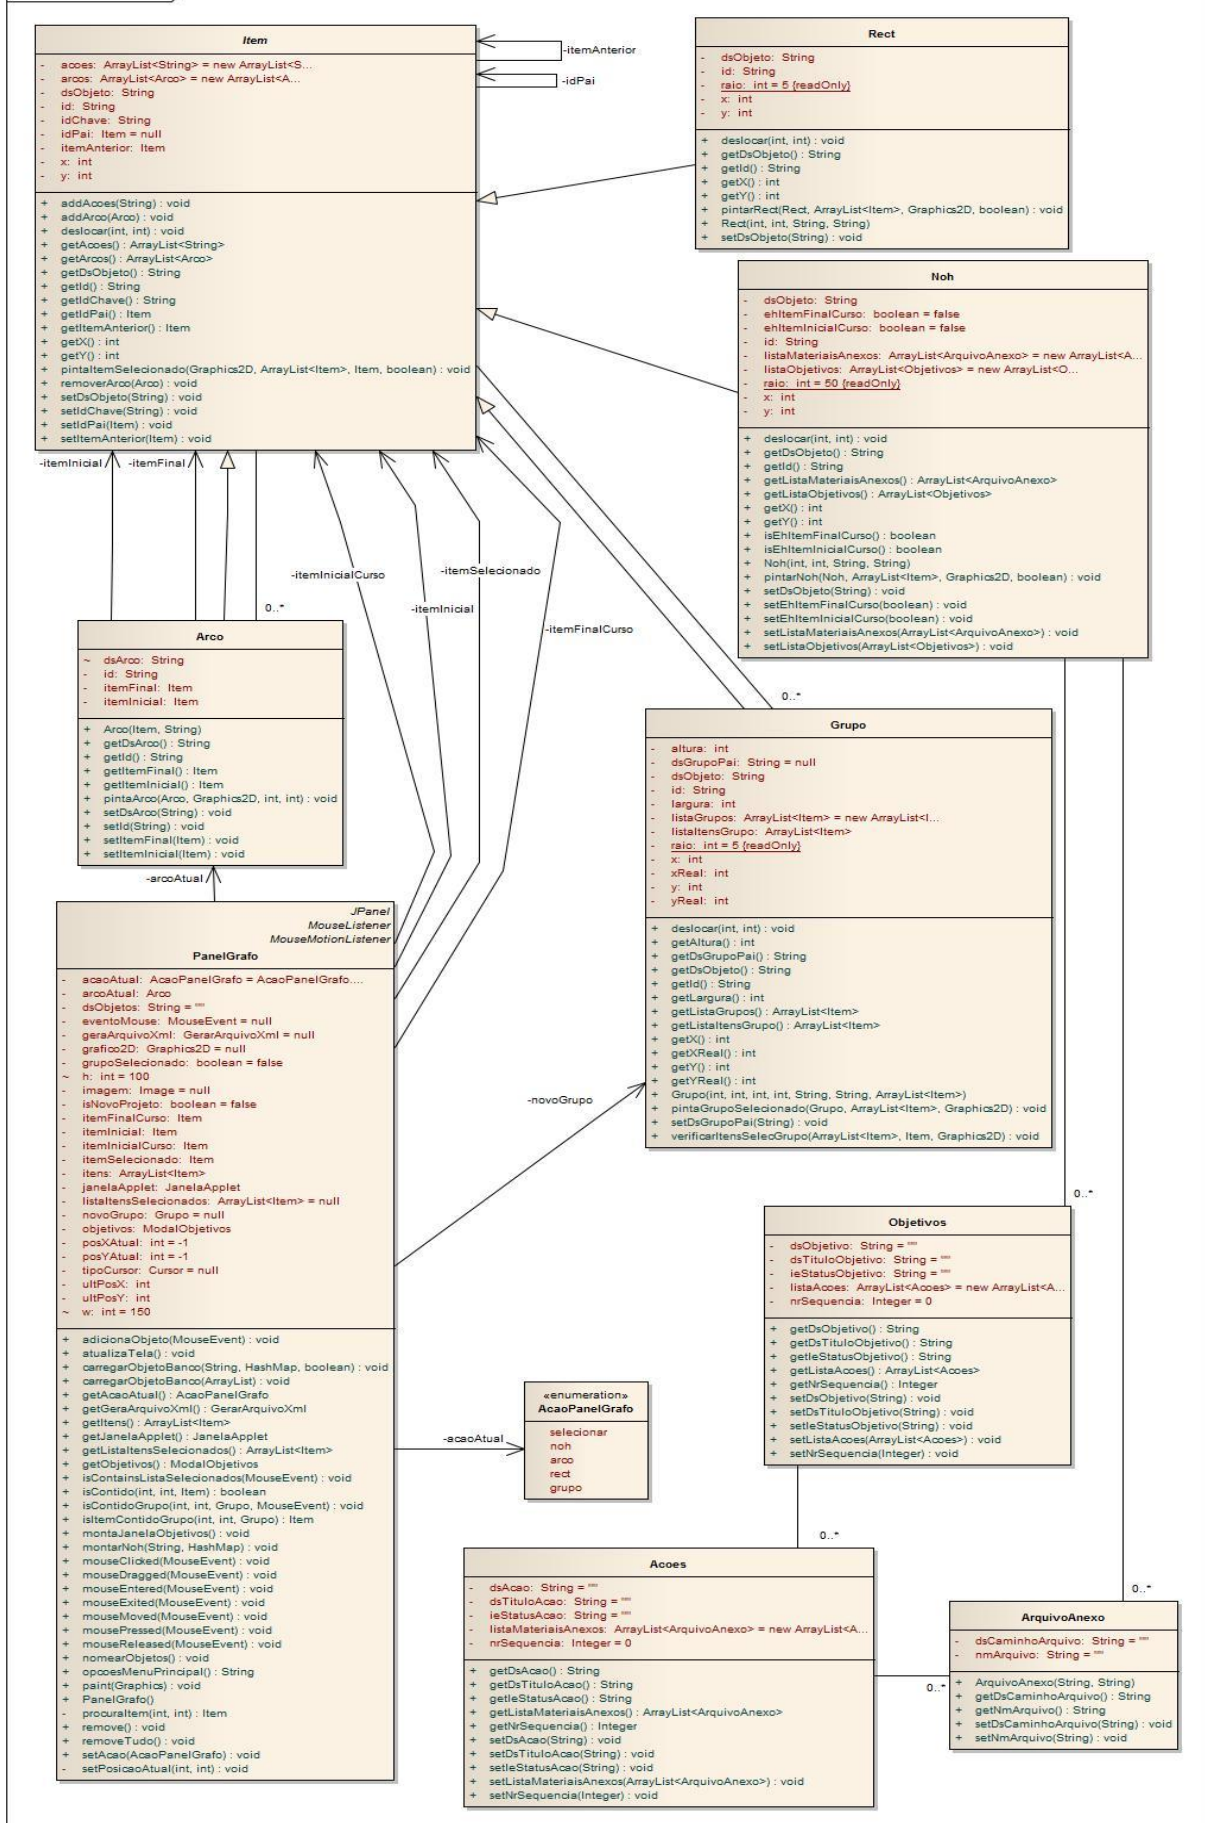 Item
- acoes: ArrayList<String> = new ArrayList<S...
- arcos: ArrayList<Arco> = new ArrayList<A...
- dsObjeto: String
- id: String
- idChave: String
- idPai: Item = null
- itemAnterior: Item
- x: int
- y: int
+ addAcoes(String) : void
+ addArco(Arco) : void
+ deslocar(int, int) : void
+ getAcoes() : ArrayList<String>
+ getArcos() : ArrayList<Arco>
+ getDsObjeto() : String
+ getId() : String
+ getIdChave() : String
+ getIdPai() : Item
+ getItemAnterior() : Item
+ getX() : int
+ getY() : int
+ pintaItemSelecionado(Graphics2D, ArrayList<Item>, Item, boolean) : void
+ removerArco(Arco) : void
+ setDsObjeto(String) : void
+ setIdChave(String) : void
+ setIdPai(Item) : void
+ setItemAnterior(Item) : void
-itemAnterior
-idPai
Rect
- dsObjeto: String
- id: String
- raio: int = 5 {readOnly}
- x: int
- y: int
+ deslocar(int, int) : void
+ getDsObjeto() : String
+ getId() : String
+ getX() : int
+ getY() : int
+ pintarRect(Rect, ArrayList<Item>, Graphics2D, boolean) : void
+ Rect(int, int, String, String)
+ setDsObjeto(String) : void
Noh
- dsObjeto: String
- ehItemFinalCurso: boolean = false
- ehItemInicialCurso: boolean = false
- id: String
- listaMateriaisAnexos: ArrayList<ArquivoAnexo> = new ArrayList<A...
- listaObjetivos: ArrayList<Objetivos> = new ArrayList<O...
- raio: int = 50 {readOnly}
- x: int
- y: int
+ deslocar(int, int) : void
+ getDsObjeto() : String
+ getId() : String
+ getListaMateriaisAnexos() : ArrayList<ArquivoAnexo>
+ getListaObjetivos() : ArrayList<Objetivos>
+ getX() : int
+ getY() : int
+ isEhItemFinalCurso() : boolean
+ isEhItemInicialCurso() : boolean
+ Noh(int, int, String, String)
+ pintarNoh(Noh, ArrayList<Item>, Graphics2D, boolean) : void
+ setDsObjeto(String) : void
+ setEhItemFinalCurso(boolean) : void
+ setEhItemInicialCurso(boolean) : void
+ setListaMateriaisAnexos(ArrayList<ArquivoAnexo>) : void
+ setListaObjetivos(ArrayList<Objetivos>) : void
-itemInicial
-itemFinal
-itemInicialCurso
-itemSelecionado
-itemInicial
-itemFinalCurso
0..*
0..*
Arco
~ dsArco: String
- id: String
- itemFinal: Item
- itemInicial: Item
+ Arco(Item, String)
+ getDsArco() : String
+ getId() : String
+ getItemFinal() : Item
+ getItemInicial() : Item
+ pintaArco(Arco, Graphics2D, int, int) : void
+ setDsArco(String) : void
+ setId(String) : void
+ setItemFinal(Item) : void
+ setItemInicial(Item) : void
-arcoAtual
Grupo
- altura: int
- dsGrupoPai: String = null
- dsObjeto: String
- id: String
- largura: int
- listaGrupos: ArrayList<Item> = new ArrayList<I...
- listaItensGrupo: ArrayList<Item>
- raio: int = 5 {readOnly}
- x: int
- xReal: int
- y: int
- yReal: int
+ deslocar(int, int) : void
+ getAltura() : int
+ getDsGrupoPai() : String
+ getDsObjeto() : String
+ getId() : String
+ getLargura() : int
+ getListaGrupos() : ArrayList<Item>
+ getListaItensGrupo() : ArrayList<Item>
+ getX() : int
+ getXReal() : int
+ getY() : int
+ getYReal() : int
+ Grupo(int, int, int, int, String, String, ArrayList<Item>)
+ pintaGrupoSelecionado(Grupo, ArrayList<Item>, Graphics2D) : void
+ setDsGrupoPai(String) : void
+ verificarItensSelecGrupo(ArrayList<Item>, Item, Graphics2D) : void
JPanel
MouseListener
MouseMotionListener
PanelGrafo
- acaoAtual: AcaoPanelGrafo = AcaoPanelGrafo....
- arcoAtual: Arco
- dsObjetos: String = ""
- eventoMouse: MouseEvent = null
- geraArquivoXml: GerarArquivoXml = null
- grafico2D: Graphics2D = null
- grupoSelecionado: boolean = false
~ h: int = 100
- imagem: Image = null
- isNovoProjeto: boolean = false
- itemFinalCurso: Item
- itemInicial: Item
- itemInicialCurso: Item
- itemSelecionado: Item
- itens: ArrayList<Item>
- janelaApplet: JanelaApplet
- listaItensSelecionados: ArrayList<Item> = null
- novoGrupo: Grupo = null
- objetivos: ModalObjetivos
- posXAtual: int = -1
- posYAtual: int = -1
- tipoCursor: Cursor = null
- ultPosX: int
- ultPosY: int
~ w: int = 150
+ adicionaObjeto(MouseEvent) : void
+ atualizaTela() : void
+ carregarObjetoBanco(String, HashMap, boolean) : void
+ carregarObjetoBanco(ArrayList) : void
+ getAcaoAtual() : AcaoPanelGrafo
+ getGeraArquivoXml() : GerarArquivoXml
+ getItens() : ArrayList<Item>
+ getJanelaApplet() : JanelaApplet
+ getListaItensSelecionados() : ArrayList<Item>
+ getObjetivos() : ModalObjetivos
+ isContainsListaSelecionados(MouseEvent) : void
+ isContido(int, int, Item) : boolean
+ isContidoGrupo(int, int, Grupo, MouseEvent) : void
+ isItemContidoGrupo(int, int, Grupo) : Item
+ montaJanelaObjetivos() : void
+ montarNoh(String, HashMap) : void
+ mouseClicked(MouseEvent) : void
+ mouseDragged(MouseEvent) : void
+ mouseEntered(MouseEvent) : void
+ mouseExited(MouseEvent) : void
+ mouseMoved(MouseEvent) : void
+ mousePressed(MouseEvent) : void
+ mouseReleased(MouseEvent) : void
+ nomearObjetos() : void
+ opcoesMenuPrincipal() : String
+ paint(Graphics) : void
+ PanelGrafo()
- procuraItem(int, int) : Item
+ remove() : void
+ removeTudo() : void
+ setAcao(AcaoPanelGrafo) : void
- setPosicaoAtual(int, int) : void
-novoGrupo
-acaoAtual
«enumeration»
AcaoPanelGrafo
selecionar
noh
arco
rect
grupo
0..*
Objetivos
- dsObjetivo: String = ""
- dsTituloObjetivo: String = ""
- ieStatusObjetivo: String = ""
- listaAcoes: ArrayList<Acoes> = new ArrayList<A...
- nrSequencia: Integer = 0
+ getDsObjetivo() : String
+ getDsTituloObjetivo() : String
+ getIeStatusObjetivo() : String
+ getListaAcoes() : ArrayList<Acoes>
+ getNrSequencia() : Integer
+ setDsObjetivo(String) : void
+ setDsTituloObjetivo(String) : void
+ setIeStatusObjetivo(String) : void
+ setListaAcoes(ArrayList<Acoes>) : void
+ setNrSequencia(Integer) : void
0..*
Acoes
- dsAcao: String = ""
- dsTituloAcao: String = ""
- ieStatusAcao: String = ""
- listaMateriaisAnexos: ArrayList<ArquivoAnexo> = new ArrayList<A...
- nrSequencia: Integer = 0
+ getDsAcao() : String
+ getDsTituloAcao() : String
+ getIeStatusAcao() : String
+ getListaMateriaisAnexos() : ArrayList<ArquivoAnexo>
+ getNrSequencia() : Integer
+ setDsAcao(String) : void
+ setDsTituloAcao(String) : void
+ setIeStatusAcao(String) : void
+ setListaMateriaisAnexos(ArrayList<ArquivoAnexo>) : void
+ setNrSequencia(Integer) : void
0..*
0..*
ArquivoAnexo
- dsCaminhoArquivo: String = ""
- nmArquivo: String = ""
+ ArquivoAnexo(String, String)
+ getDsCaminhoArquivo() : String
+ getNmArquivo() : String
+ setDsCaminhoArquivo(String) : void
+ setNmArquivo(String) : void